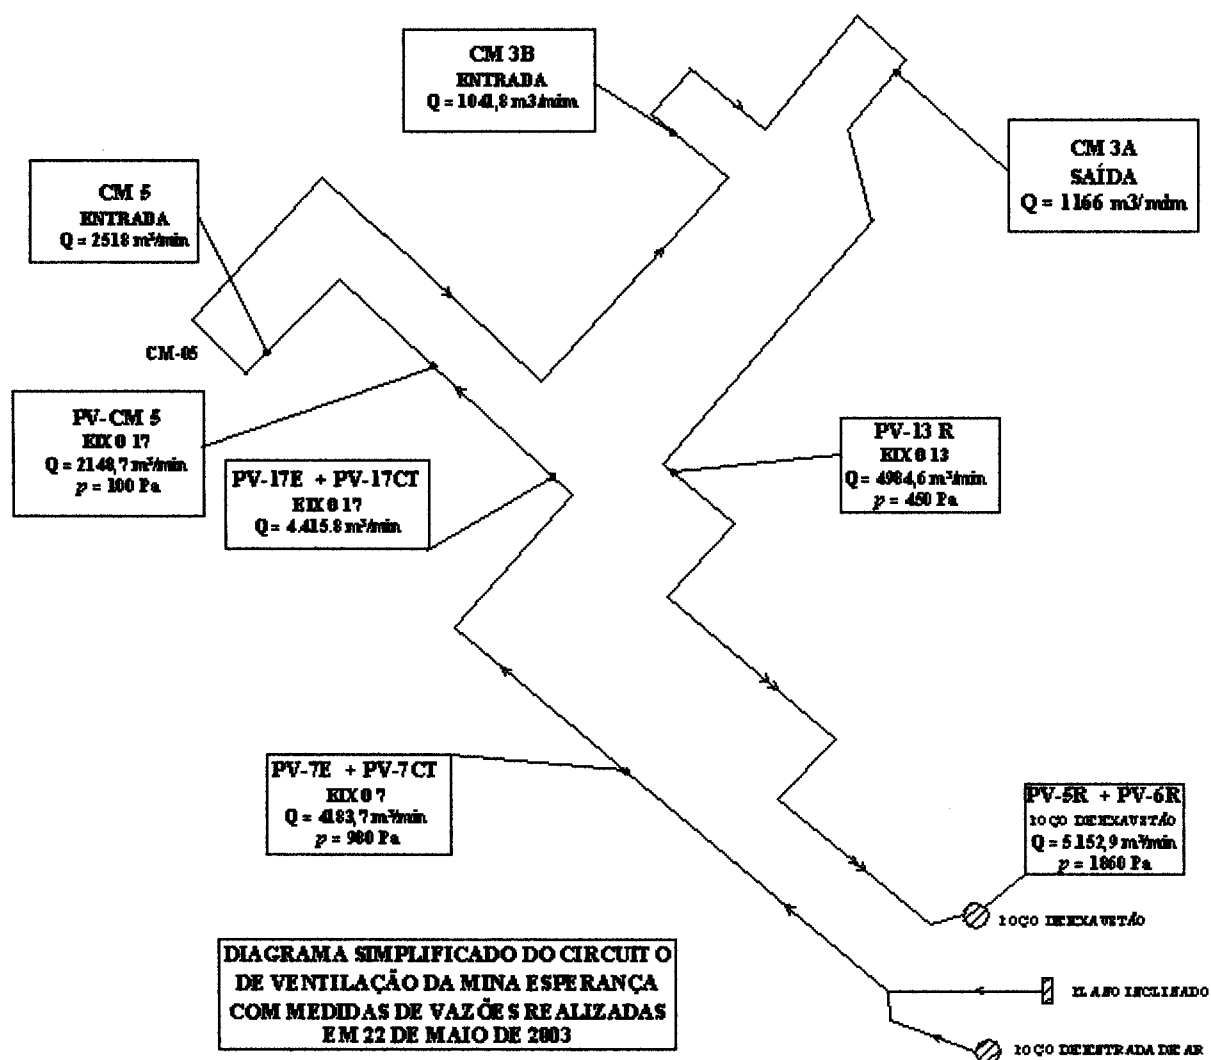 CM 3B
ENTRADA
Q = 1041,8 m3/mim
CM 3A
SAÍDA
Q = 1166 m3/mim
CM 5
ENTRADA
Q = 2518 m³/min
CM-05
PV-CM 5
EIXO 17
Q = 2148,7 m³/min
p = 100 Pa
PV-17E + PV-17CT
EIXO 17
Q = 4.415.8 m³/min
PV-13 R
EIXO 13
Q = 4984,6 m³/min
p = 450 Pa
PV-7E + PV-7CT
EIXO 7
Q = 4183,7 m³/min
p = 980 Pa
PV-5R + PV-6R
POÇO DE EXAUSTÃO
Q = 5.152,9 m³/min
p = 1860 Pa
POÇO DE EXAUSTÃO
DIAGRAMA SIMPLIFICADO DO CIRCUITO
DE VENTILAÇÃO DA MINA ESPERANÇA
COM MEDIDAS DE VAZÕES REALIZADAS
EM 22 DE MAIO DE 2003
PLANO INCLINADO
POÇO DE ENTRADA DE AR